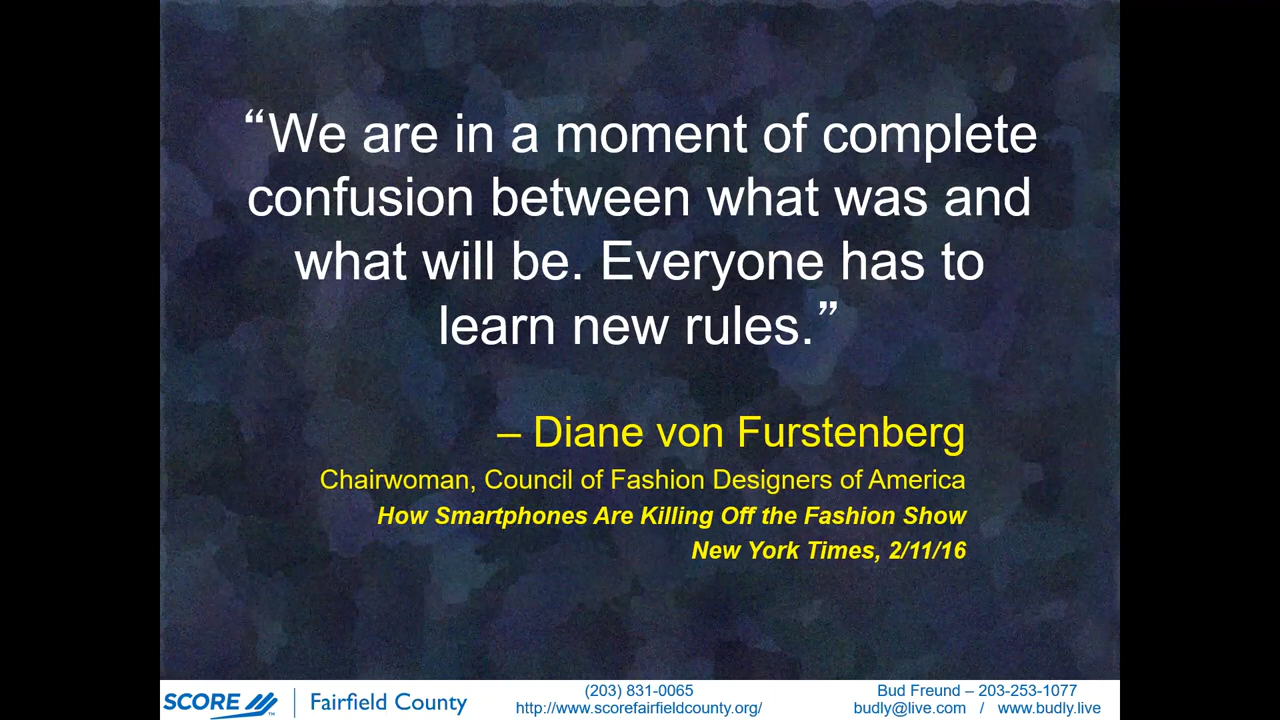 “We are in a moment of complete
confusion between what was and
what will be. Everyone has to
learn new rules.”
– Diane von Furstenberg
Chairwoman, Council of Fashion Designers of America
How Smartphones Are Killing Off the Fashion Show
New York Times, 2/11/16
SCORE™ | Fairfield County
(203) 831-0065
http://www.scorefairfieldcounty.org/
Bud Freund – 203-253-1077
budly@live.com / www.budly.live